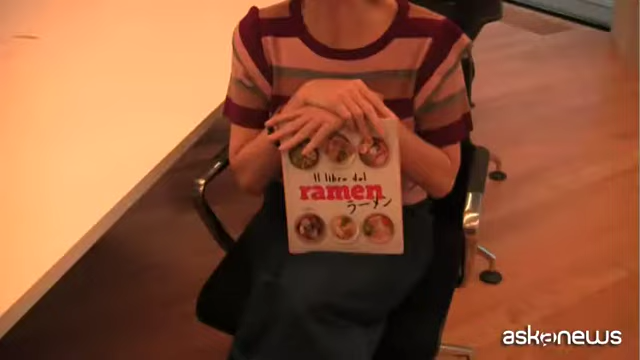 Il libro del
ramen
ラーメン
askanews